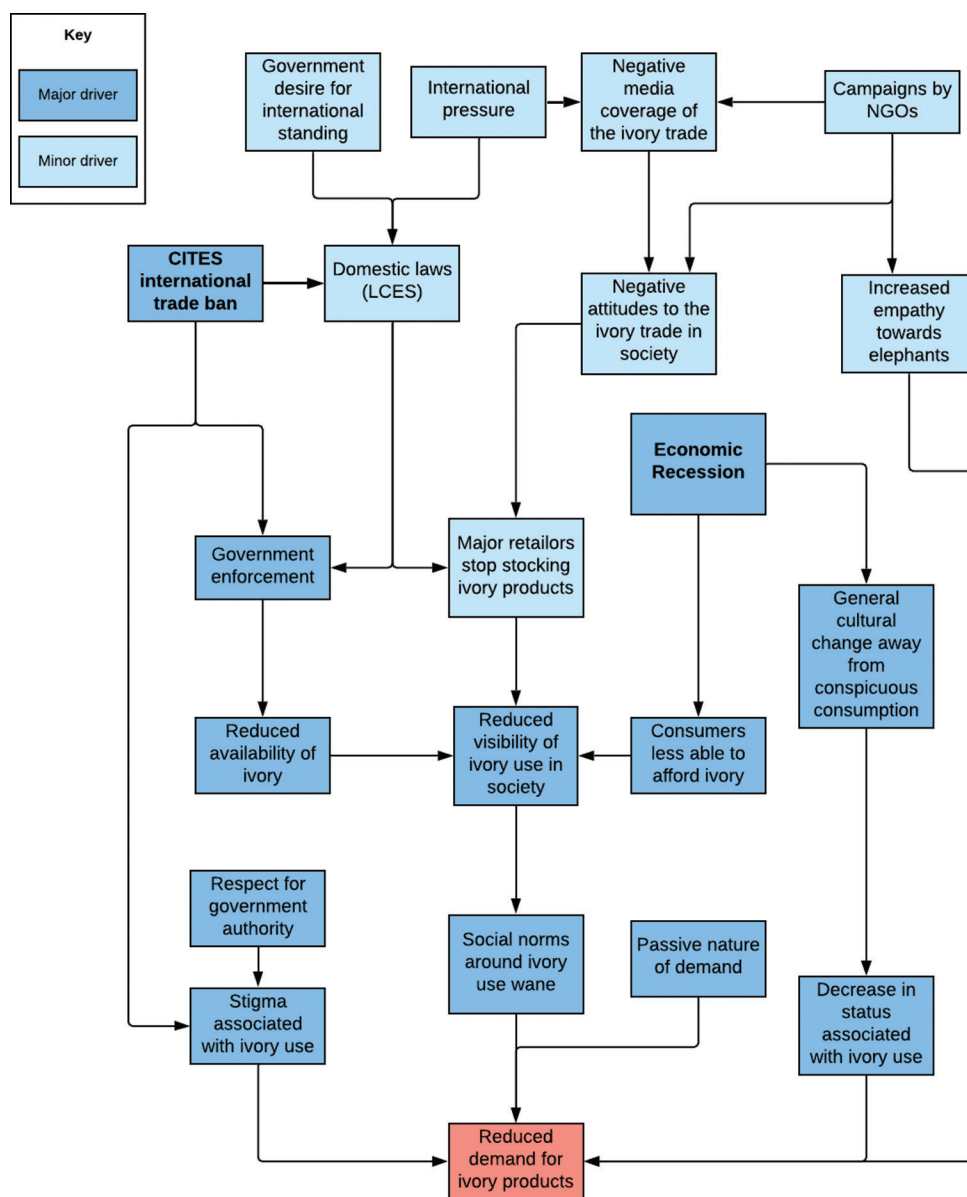 Key
Major driver
Minor driver
Government
desire for
international
standing
International
pressure
Negative
media
coverage of
the ivory trade
Campaigns by
NGOs
CITES
international
trade ban
Domestic laws
(LCES)
Negative
attitudes to the
ivory trade in
society
Increased
empathy
towards
elephants
Economic
Recession
Government
enforcement
Major retailors
stop stocking
ivory products
General
cultural
change away
from
conspicuous
consumption
Reduced
availability of
ivory
Reduced
visibility of
ivory use in
society
Consumers
less able to
afford ivory
Respect for
government
authority
Social norms
around ivory
use wane
Passive nature
of demand
Stigma
associated
with ivory use
Decrease in
status
associated
with ivory use
Reduced
demand for
ivory products